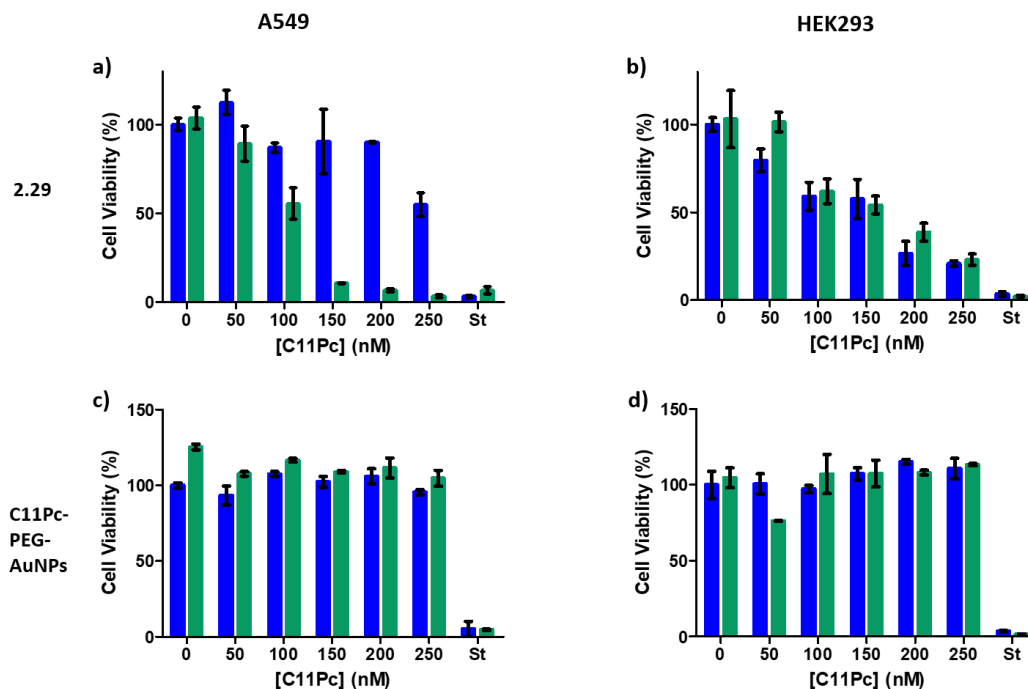 A549
HEK293
a)
b)
2.29
Cell Viability (%)
100
50
0
0 50 100 150 200 250 St
[C11Pc] (nM)
Cell Viability (%)
100
50
0
0 50 100 150 200 250 St
[C11Pc] (nM)
c)
d)
C11Pc-
PEG-
AuNPs
Cell Viability (%)
150
100
50
0
0 50 100 150 200 250 St
[C11Pc] (nM)
Cell Viability (%)
150
100
50
0
0 50 100 150 200 250 St
[C11Pc] (nM)